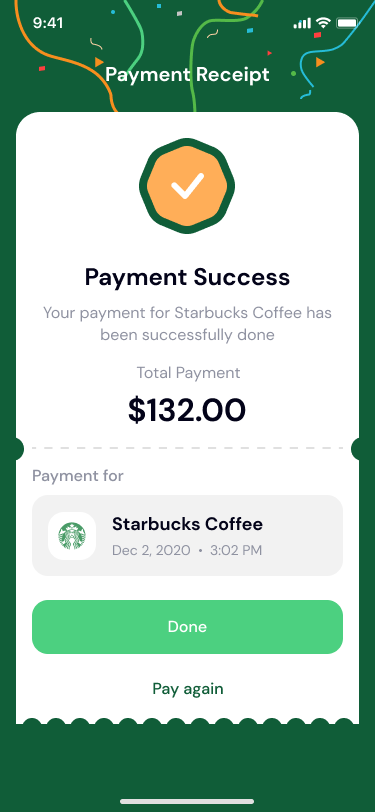 9:41
Payment Receipt
Payment Success
Your payment for Starbucks Coffee has
been successfully done
Total Payment
$132.00
Payment for
Starbucks Coffee
Dec 2, 2020 • 3:02 PM
Done
Pay again